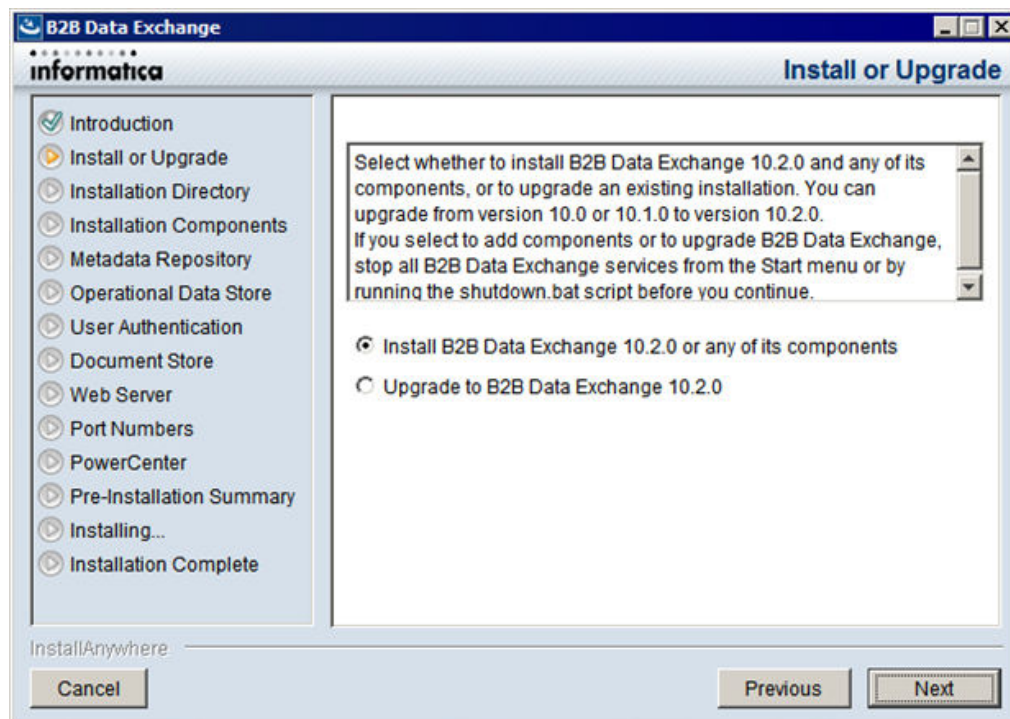 B2B Data Exchange
informatica
Install or Upgrade
Introduction
Install or Upgrade
Installation Directory
Installation Components
Metadata Repository
Operational Data Store
User Authentication
Document Store
Web Server
Port Numbers
PowerCenter
Pre-Installation Summary
Installing...
Installation Complete
Select whether to install B2B Data Exchange 10.2.0 and any of its
components, or to upgrade an existing installation. You can
upgrade from version 10.0 or 10.1.0 to version 10.2.0.
If you select to add components or to upgrade B2B Data Exchange,
stop all B2B Data Exchange services from the Start menu or by
running the shutdown.bat script before you continue.
Install B2B Data Exchange 10.2.0 or any of its components
Upgrade to B2B Data Exchange 10.2.0
InstallAnywhere
Cancel
Previous
Next